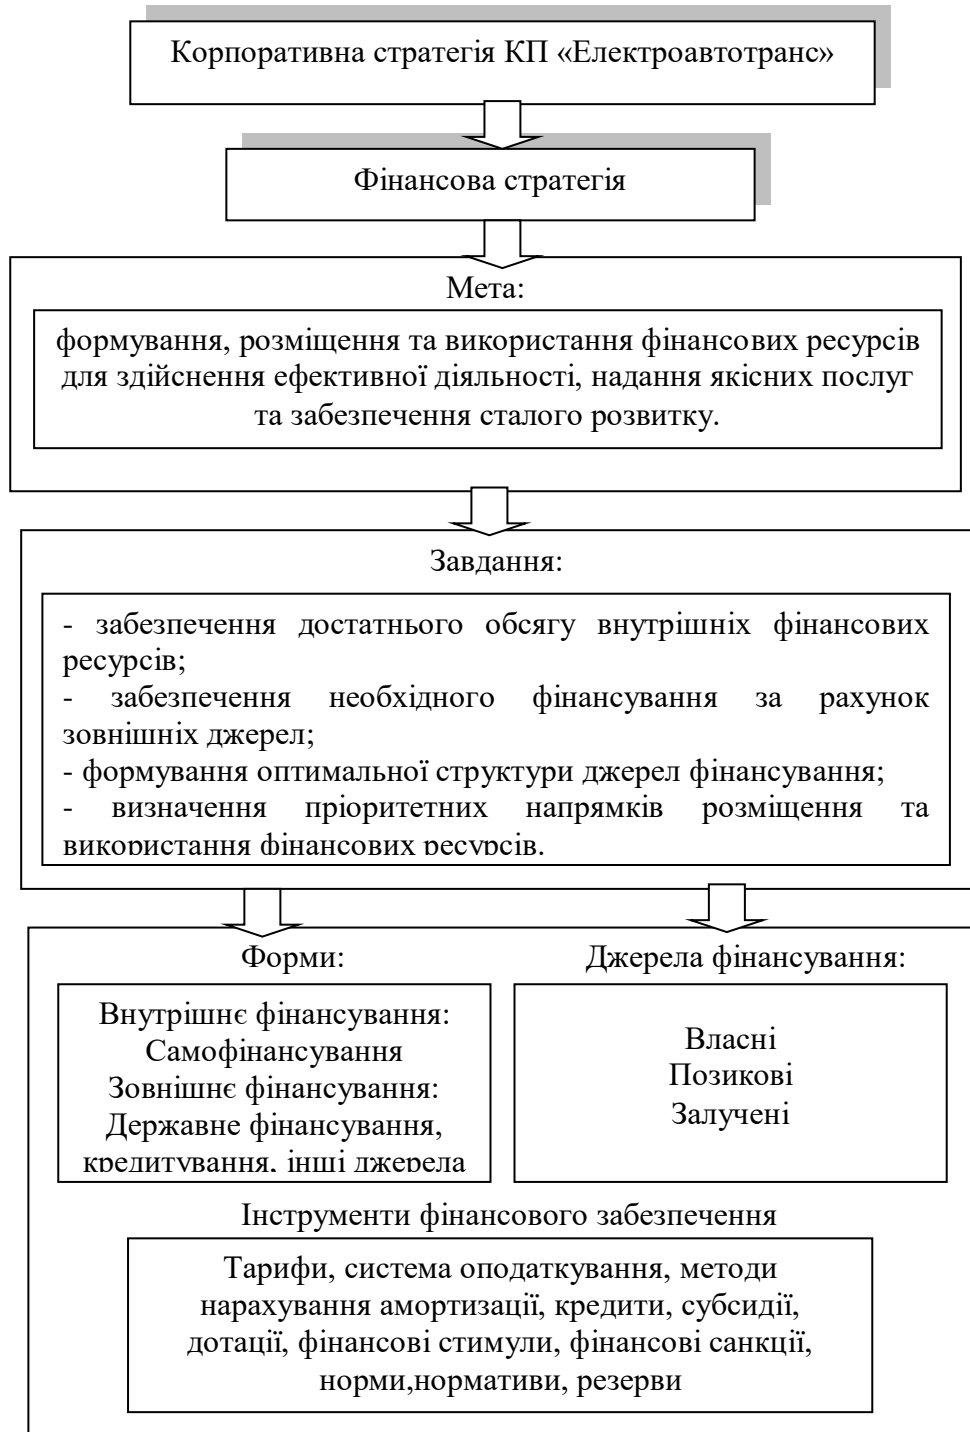 Корпоративна стратегія КП «Електроавтотранс»
Фінансова стратегія
Мета:
формування, розміщення та використання фінансових ресурсів
для здійснення ефективної діяльності, надання якісних послуг
та забезпечення сталого розвитку.
Завдання:
- забезпечення достатнього обсягу внутрішніх фінансових
ресурсів;
- забезпечення необхідного фінансування за рахунок
зовнішніх джерел;
- формування оптимальної структури джерел фінансування;
- визначення пріоритетних напрямків розміщення та
використання фінансових ресурсів.
Форми:
Внутрішнє фінансування:
Самофінансування
Зовнішнє фінансування:
Державне фінансування,
кредитування, інші джерела
Джерела фінансування:
Власні
Позикові
Залучені
Інструменти фінансового забезпечення
Тарифи, система оподаткування, методи
нарахування амортизації, кредити, субсидії,
дотації, фінансові стимули, фінансові санкції,
норми,нормативи, резерви